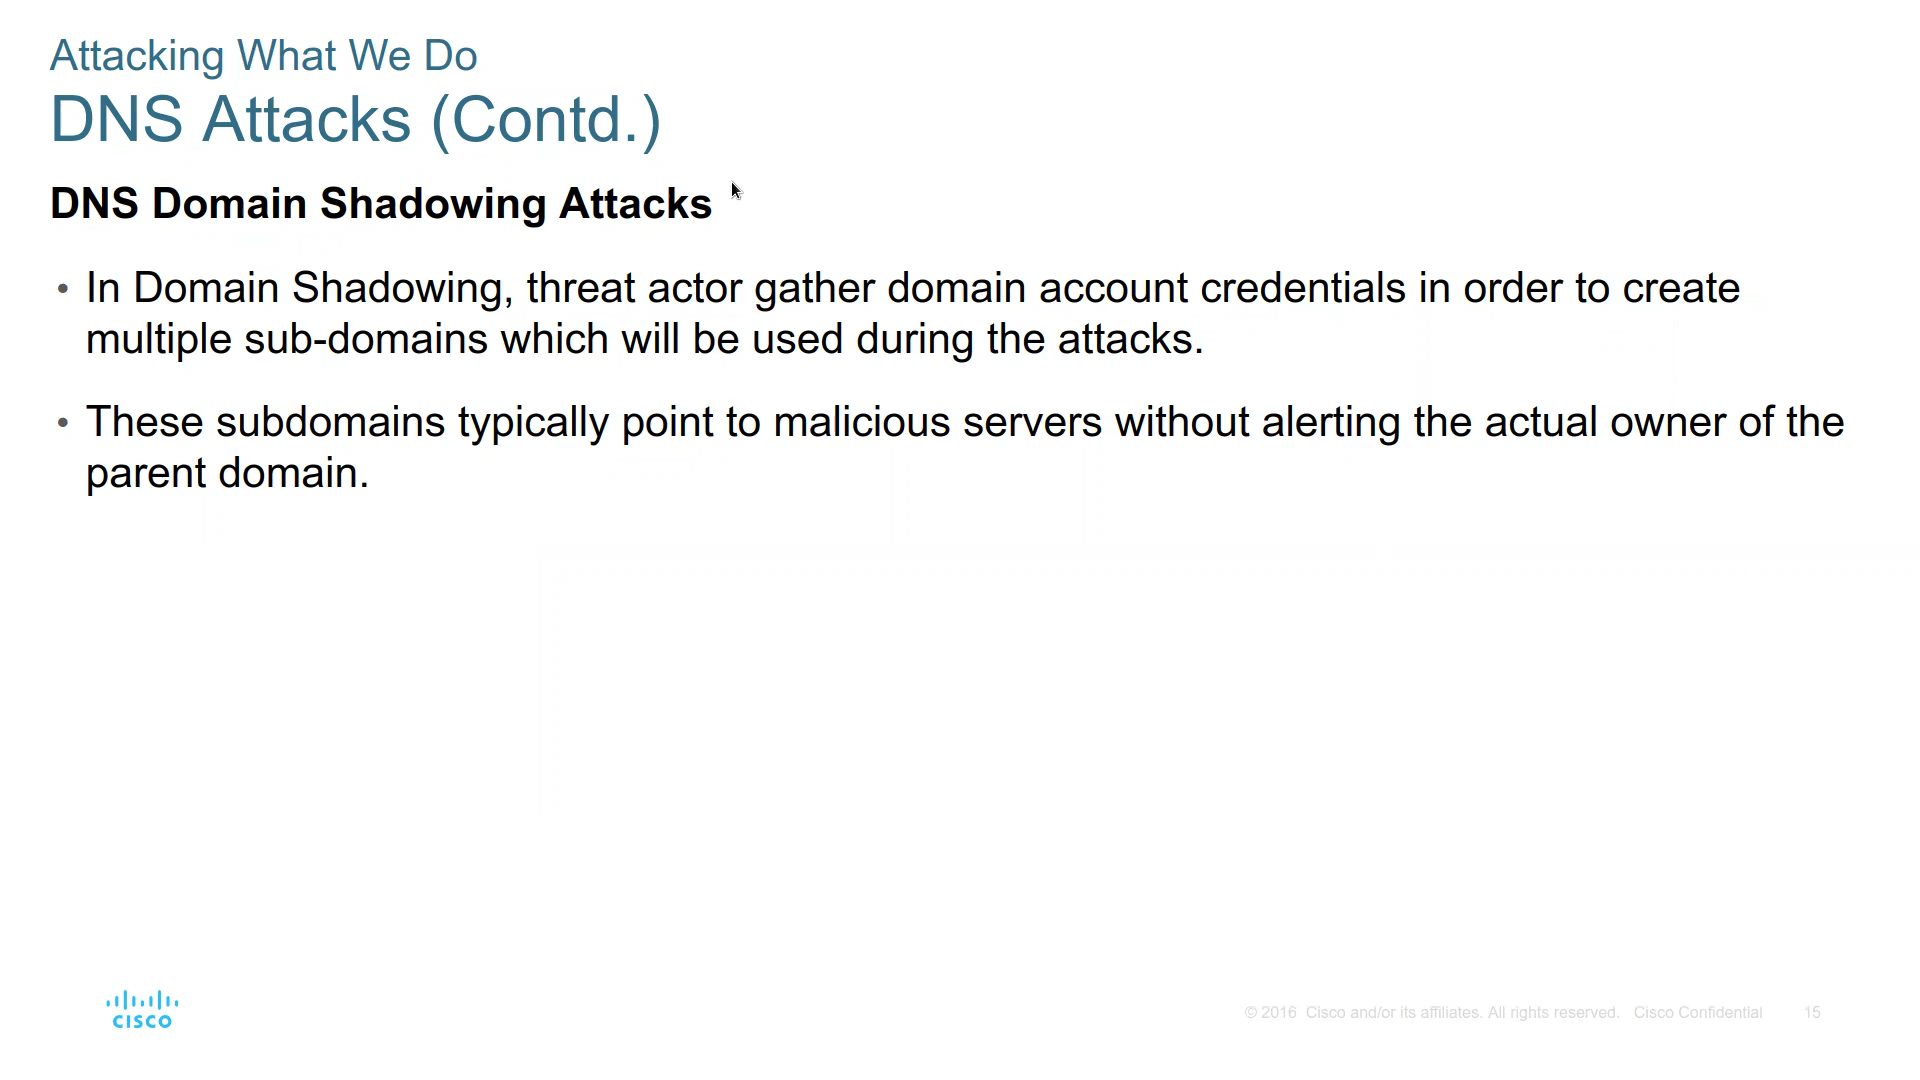 Attacking What We Do
DNS Attacks (Contd.)
DNS Domain Shadowing Attacks
• In Domain Shadowing, threat actor gather domain account credentials in order to create
multiple sub-domains which will be used during the attacks.
• These subdomains typically point to malicious servers without alerting the actual owner of the
parent domain.
CISCO
© 2016 Cisco and/or its affiliates. All rights reserved. Cisco Confidential 15